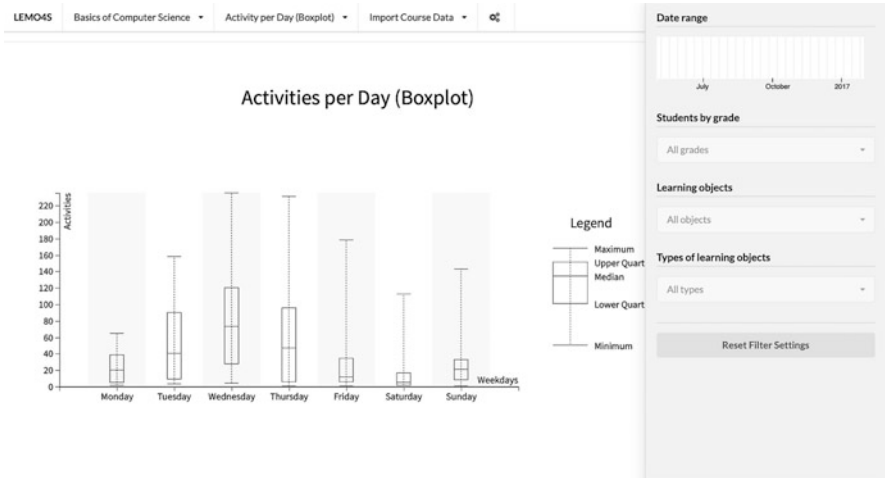 LEMO4S Basics of Computer Science Activity per Day (Boxplot) Import Course Data
Date range
July October 2017
Students by grade
All grades
Learning objects
All objects
Types of learning objects
All types
Reset Filter Settings
Activities per Day (Boxplot)
Activities
220
200
180
160
140
120
100
80
60
40
20
0
Weekdays
Monday Tuesday Wednesday Thursday Friday Saturday Sunday
Legend
Maximum
Upper Quart
Median
Lower Quart
Minimum